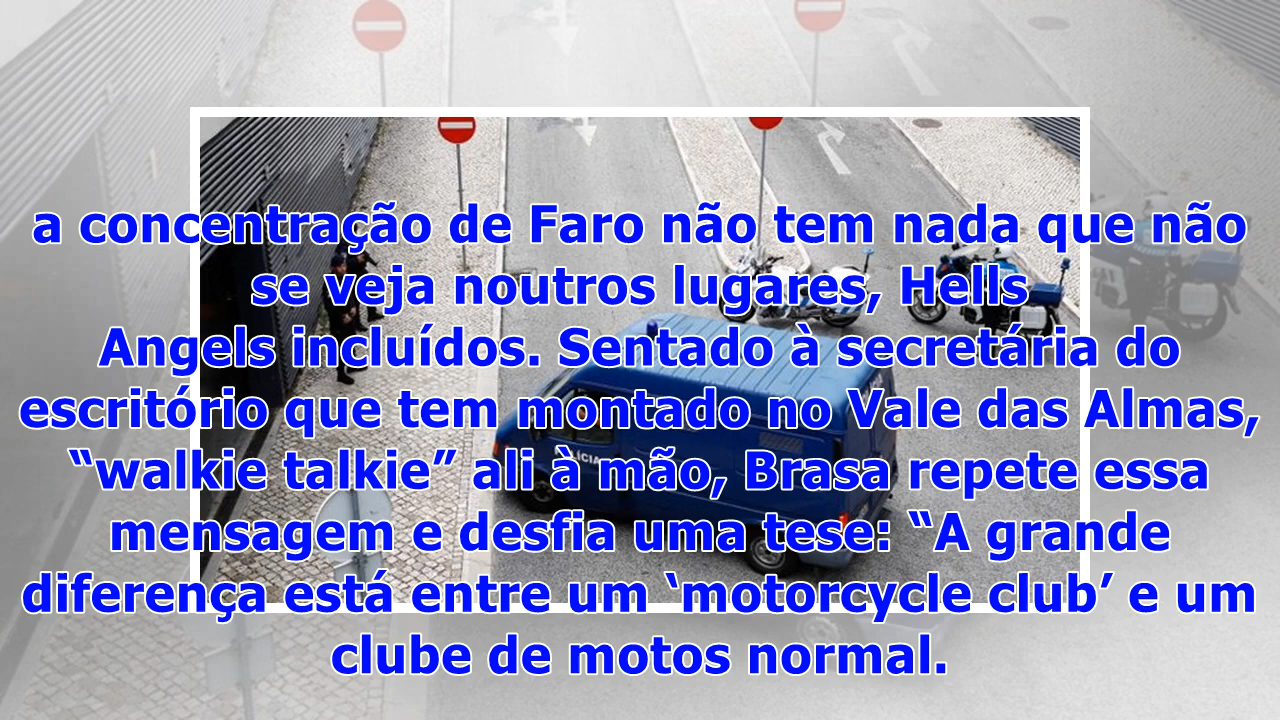 a concentração de Faro não tem nada que não
se veja noutros lugares, Hells
Angels incluídos. Sentado à secretária do
escritório que tem montado no Vale das Almas,
“walkie talkie” ali à mão, Brasa repete essa
mensagem e desfia uma tese: “A grande
diferença está entre um ‘motorcycle club’ e um
clube de motos normal.